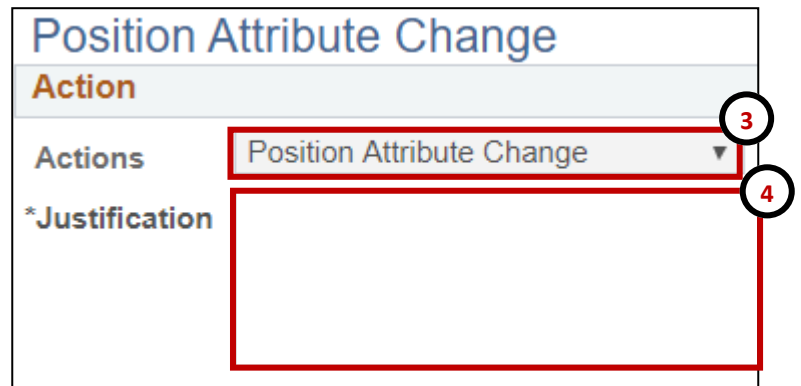 Position Attribute Change
Action
3
Actions Position Attribute Change ▼
4
*Justification